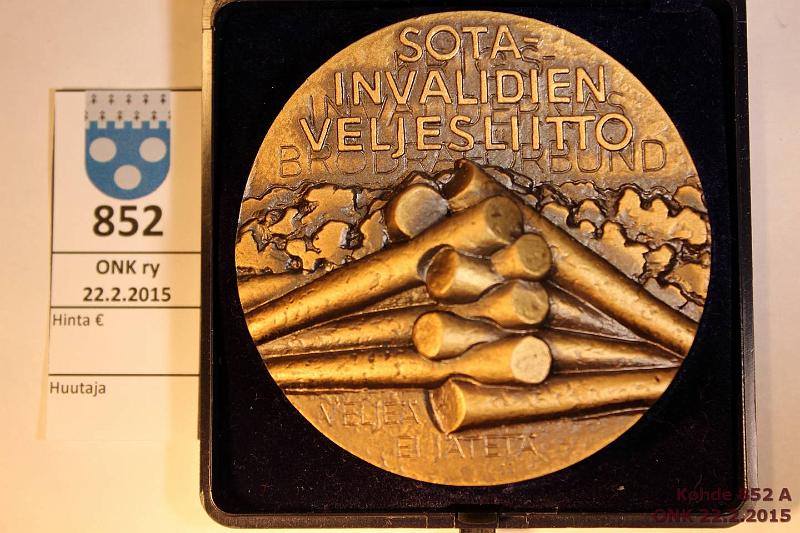 SOTA-
INVALIDIEN
VELJESLIITTO
BRÖDRAFÖRBUND
VELJEÄ
EI JÄTETÄ
852
ONK ry
22.2.2015
Hinta €
Huutaja
Kohde 852 A
ONK 22.2.2015